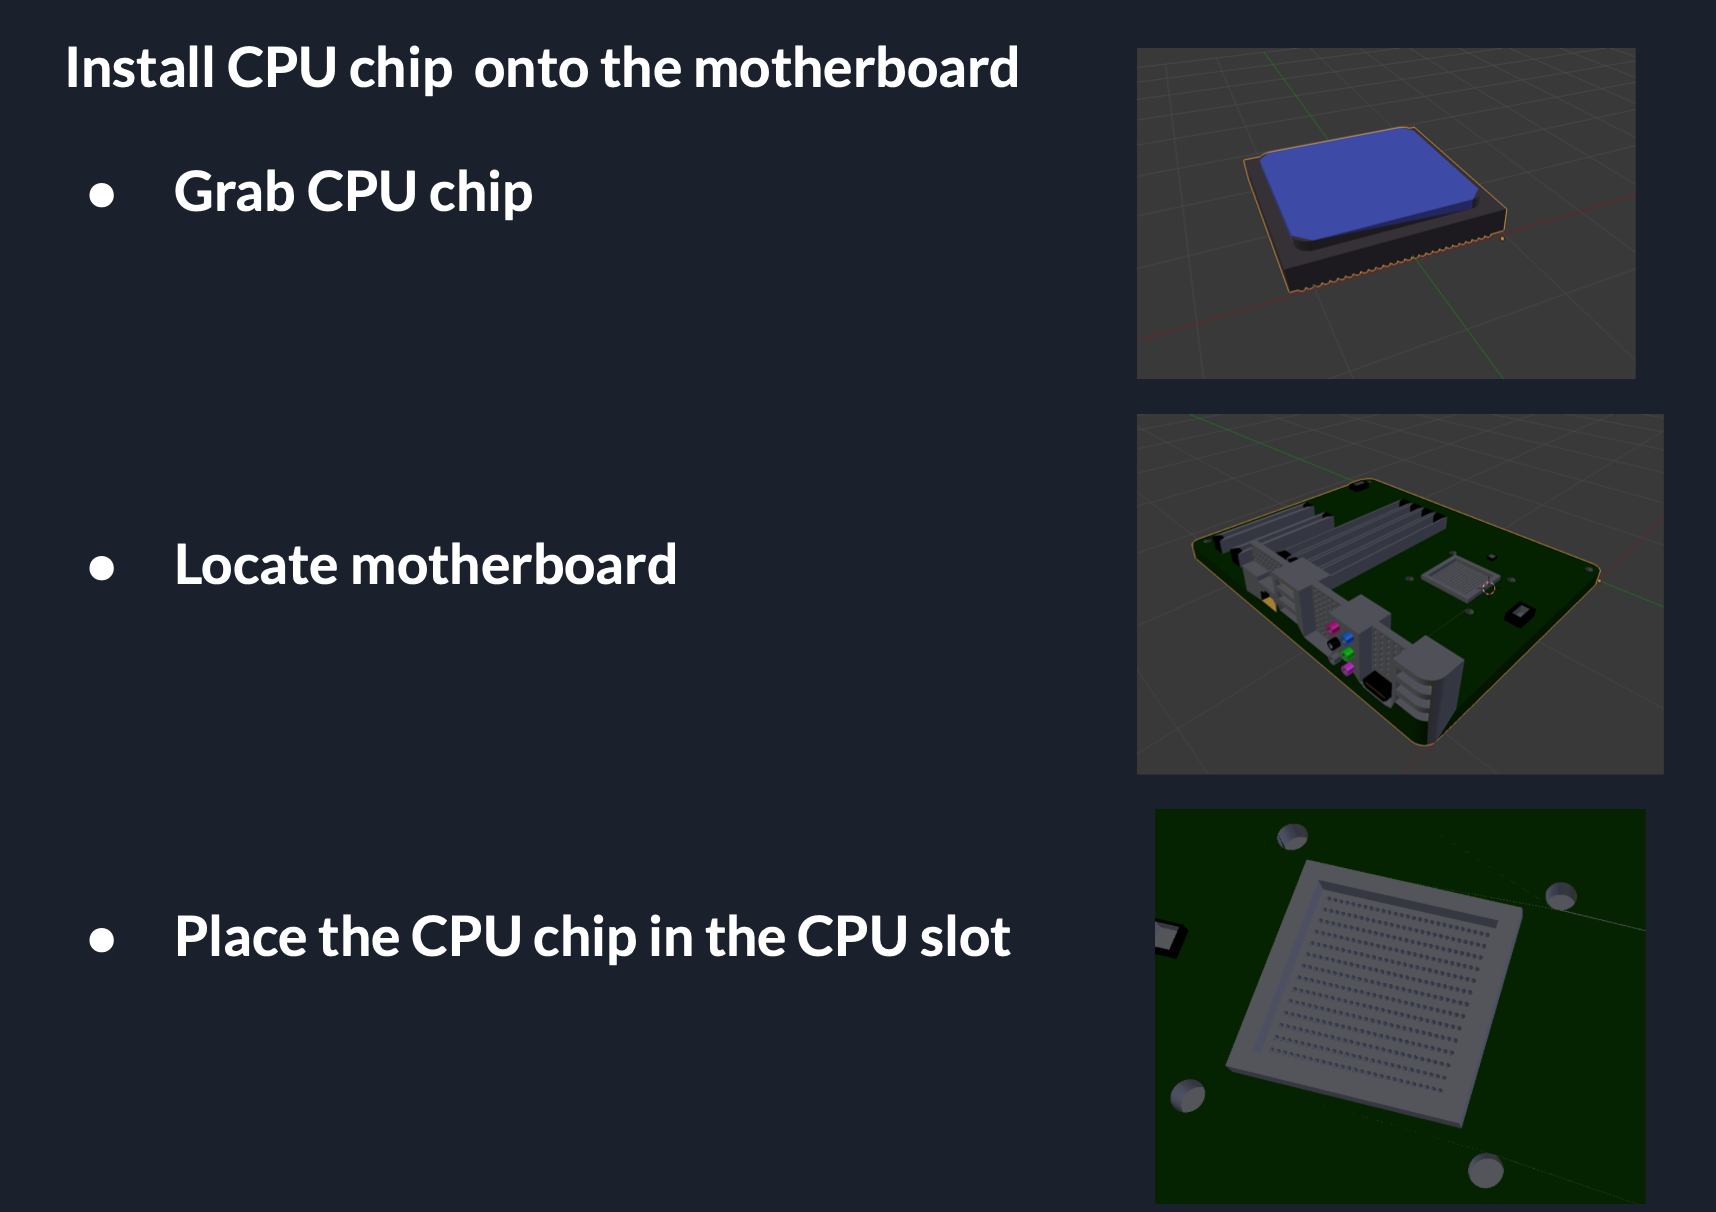 Install CPU chip  onto the motherboard
● Grab CPU chip
● Locate motherboard
● Place the CPU chip in the CPU slot